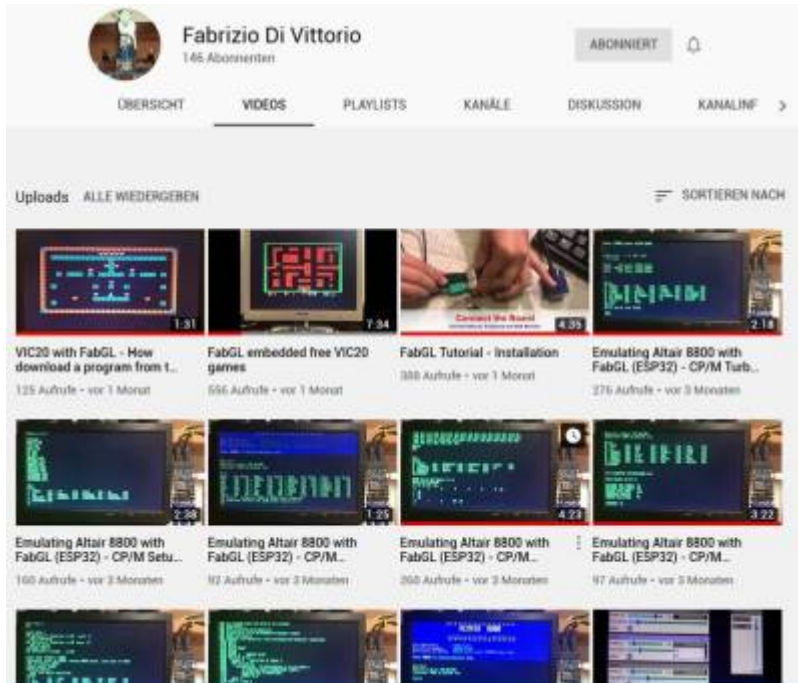 Fabrizio Di Vittorio
146 Abonnenten
ABONNIERT
ÜBERSICHT VIDEOS PLAYLISTS KANÄLE DISKUSSION KANALINF
Uploads ALLE WIEDERGEBEN
SORTIEREN NACH
1:31 7:34 4:35 2:18
Connect the Board
VIC20 with FabGL - How
download a program from t...
125 Aufrufe • vor 1 Monat
FabGL embedded free VIC20
games
556 Aufrufe • vor 1 Monat
FabGL Tutorial - Installation
388 Aufrufe • vor 1 Monat
Emulating Altair 8800 with
FabGL (ESP32) - CP/M Turb...
276 Aufrufe • vor 3 Monaten
2:38 1:25 4:23 3:22
Emulating Altair 8800 with
FabGL (ESP32) - CP/M Setu...
160 Aufrufe • vor 3 Monaten
Emulating Altair 8800 with
FabGL (ESP32) - CP/M...
92 Aufrufe • vor 3 Monaten
Emulating Altair 8800 with
FabGL (ESP32) - CP/M...
260 Aufrufe • vor 3 Monaten
Emulating Altair 8800 with
FabGL (ESP32) - CP/M...
97 Aufrufe • vor 3 Monaten